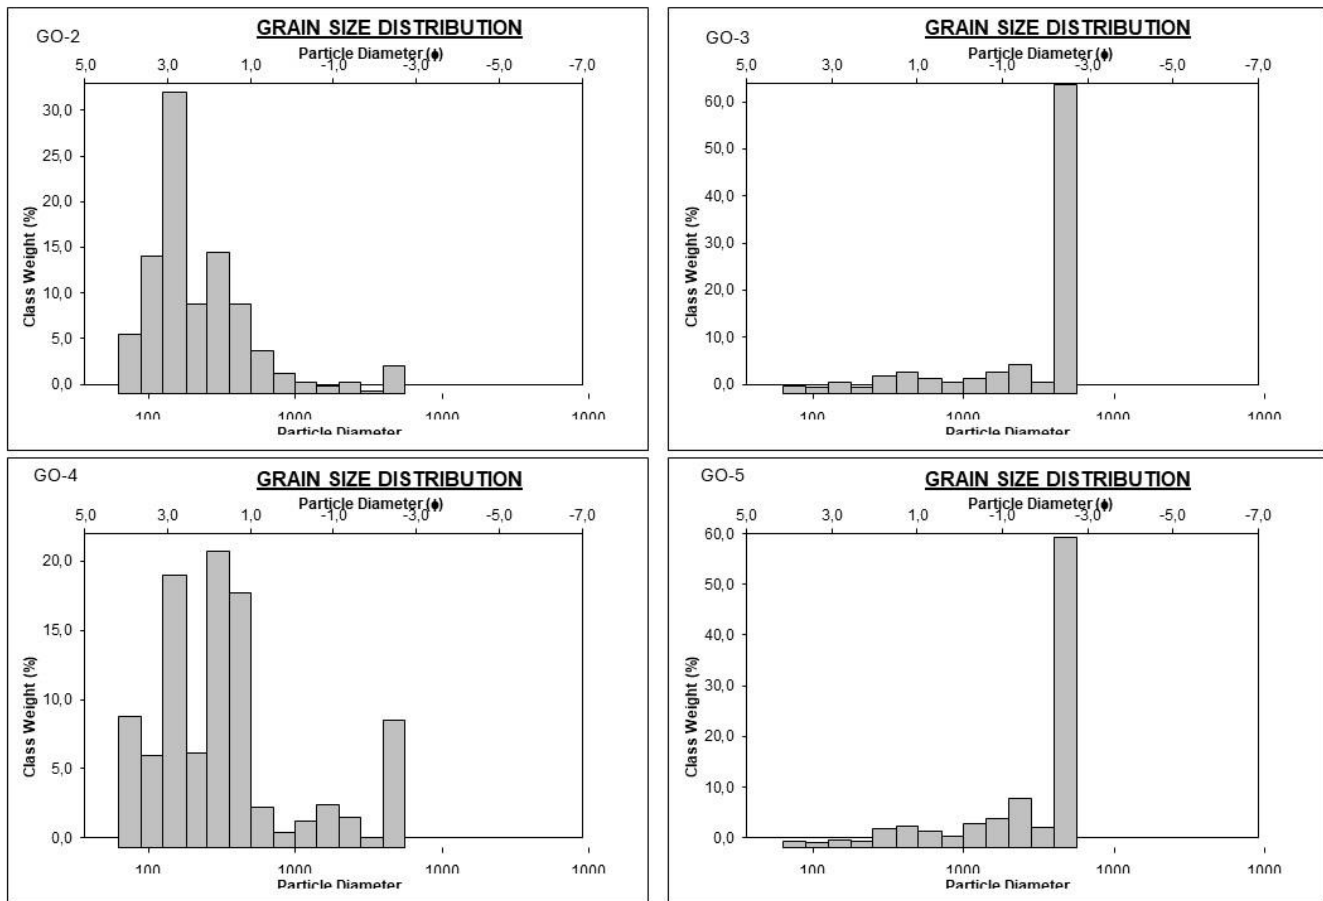 GO-2
GRAIN SIZE DISTRIBUTION
Particle Diameter (ϕ)
5,0 3,0 1,0 -1,0 -3,0 -5,0 -7,0
Class Weight (%)
30,0
25,0
20,0
15,0
10,0
5,0
0,0
100 1000 1000 1000
Particle Diameter
GO-3
GRAIN SIZE DISTRIBUTION
Particle Diameter (ϕ)
5,0 3,0 1,0 -1,0 -3,0 -5,0 -7,0
Class Weight (%)
60,0
50,0
40,0
30,0
20,0
10,0
0,0
100 1000 1000 1000
Particle Diameter
GO-4
GRAIN SIZE DISTRIBUTION
Particle Diameter (ϕ)
5,0 3,0 1,0 -1,0 -3,0 -5,0 -7,0
Class Weight (%)
20,0
15,0
10,0
5,0
0,0
100 1000 1000 1000
Particle Diameter
GO-5
GRAIN SIZE DISTRIBUTION
Particle Diameter (ϕ)
5,0 3,0 1,0 -1,0 -3,0 -5,0 -7,0
Class Weight (%)
60,0
50,0
40,0
30,0
20,0
10,0
0,0
100 1000 1000 1000
Particle Diameter